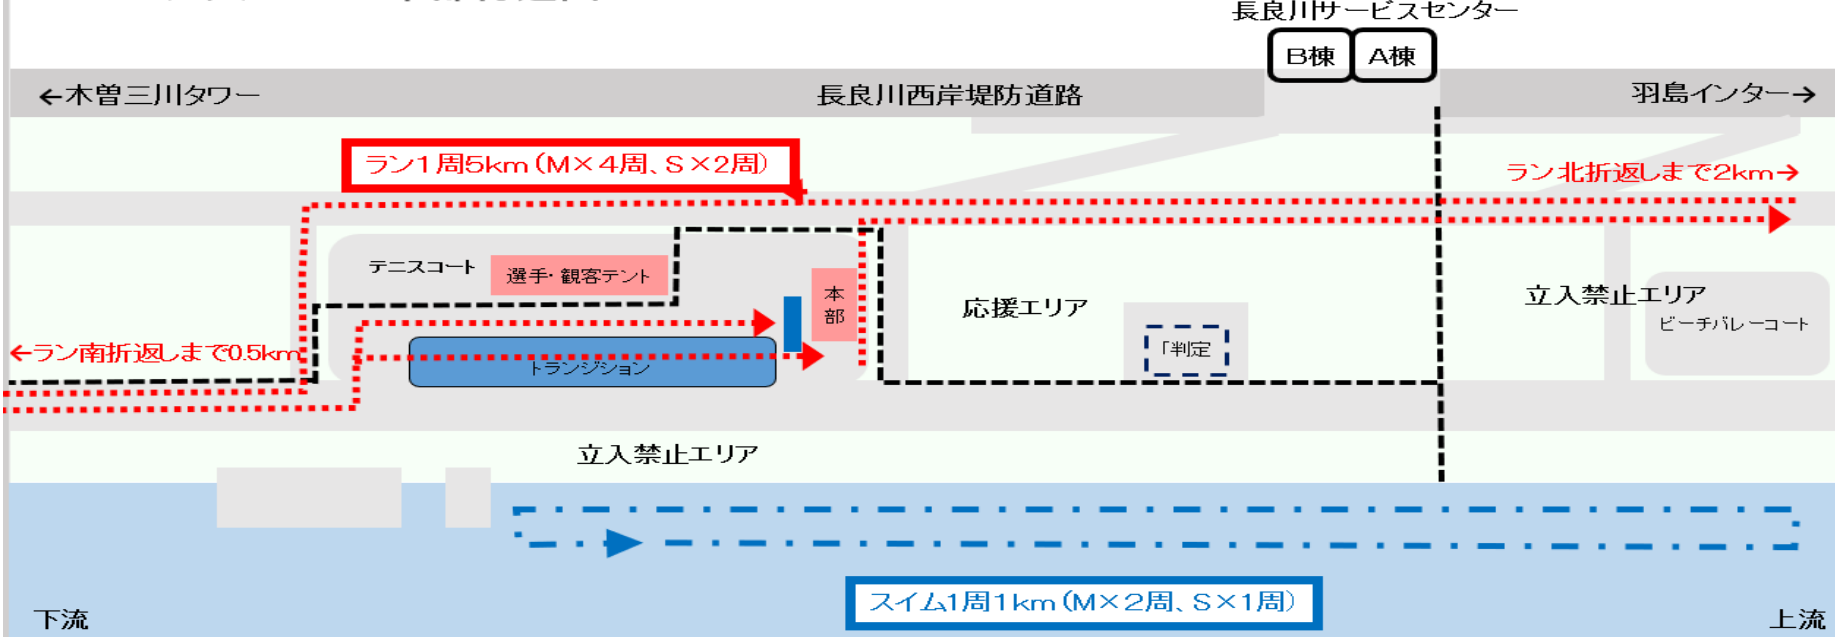 長良川サービスセンター
B棟 A棟
←木曽三川タワー 長良川西岸堤防道路 羽島インター→
ラン1周5km(M×4周、S×2周)
ラン北折返しまで2km→
テニスコート 選手・観客テント
本部
応援エリア
立入禁止エリア
ビーチバレーコート
「判定
←ラン南折返しまで0.5km
トランジション
立入禁止エリア
スイム1周1km(M×2周、S×1周)
下流 上流